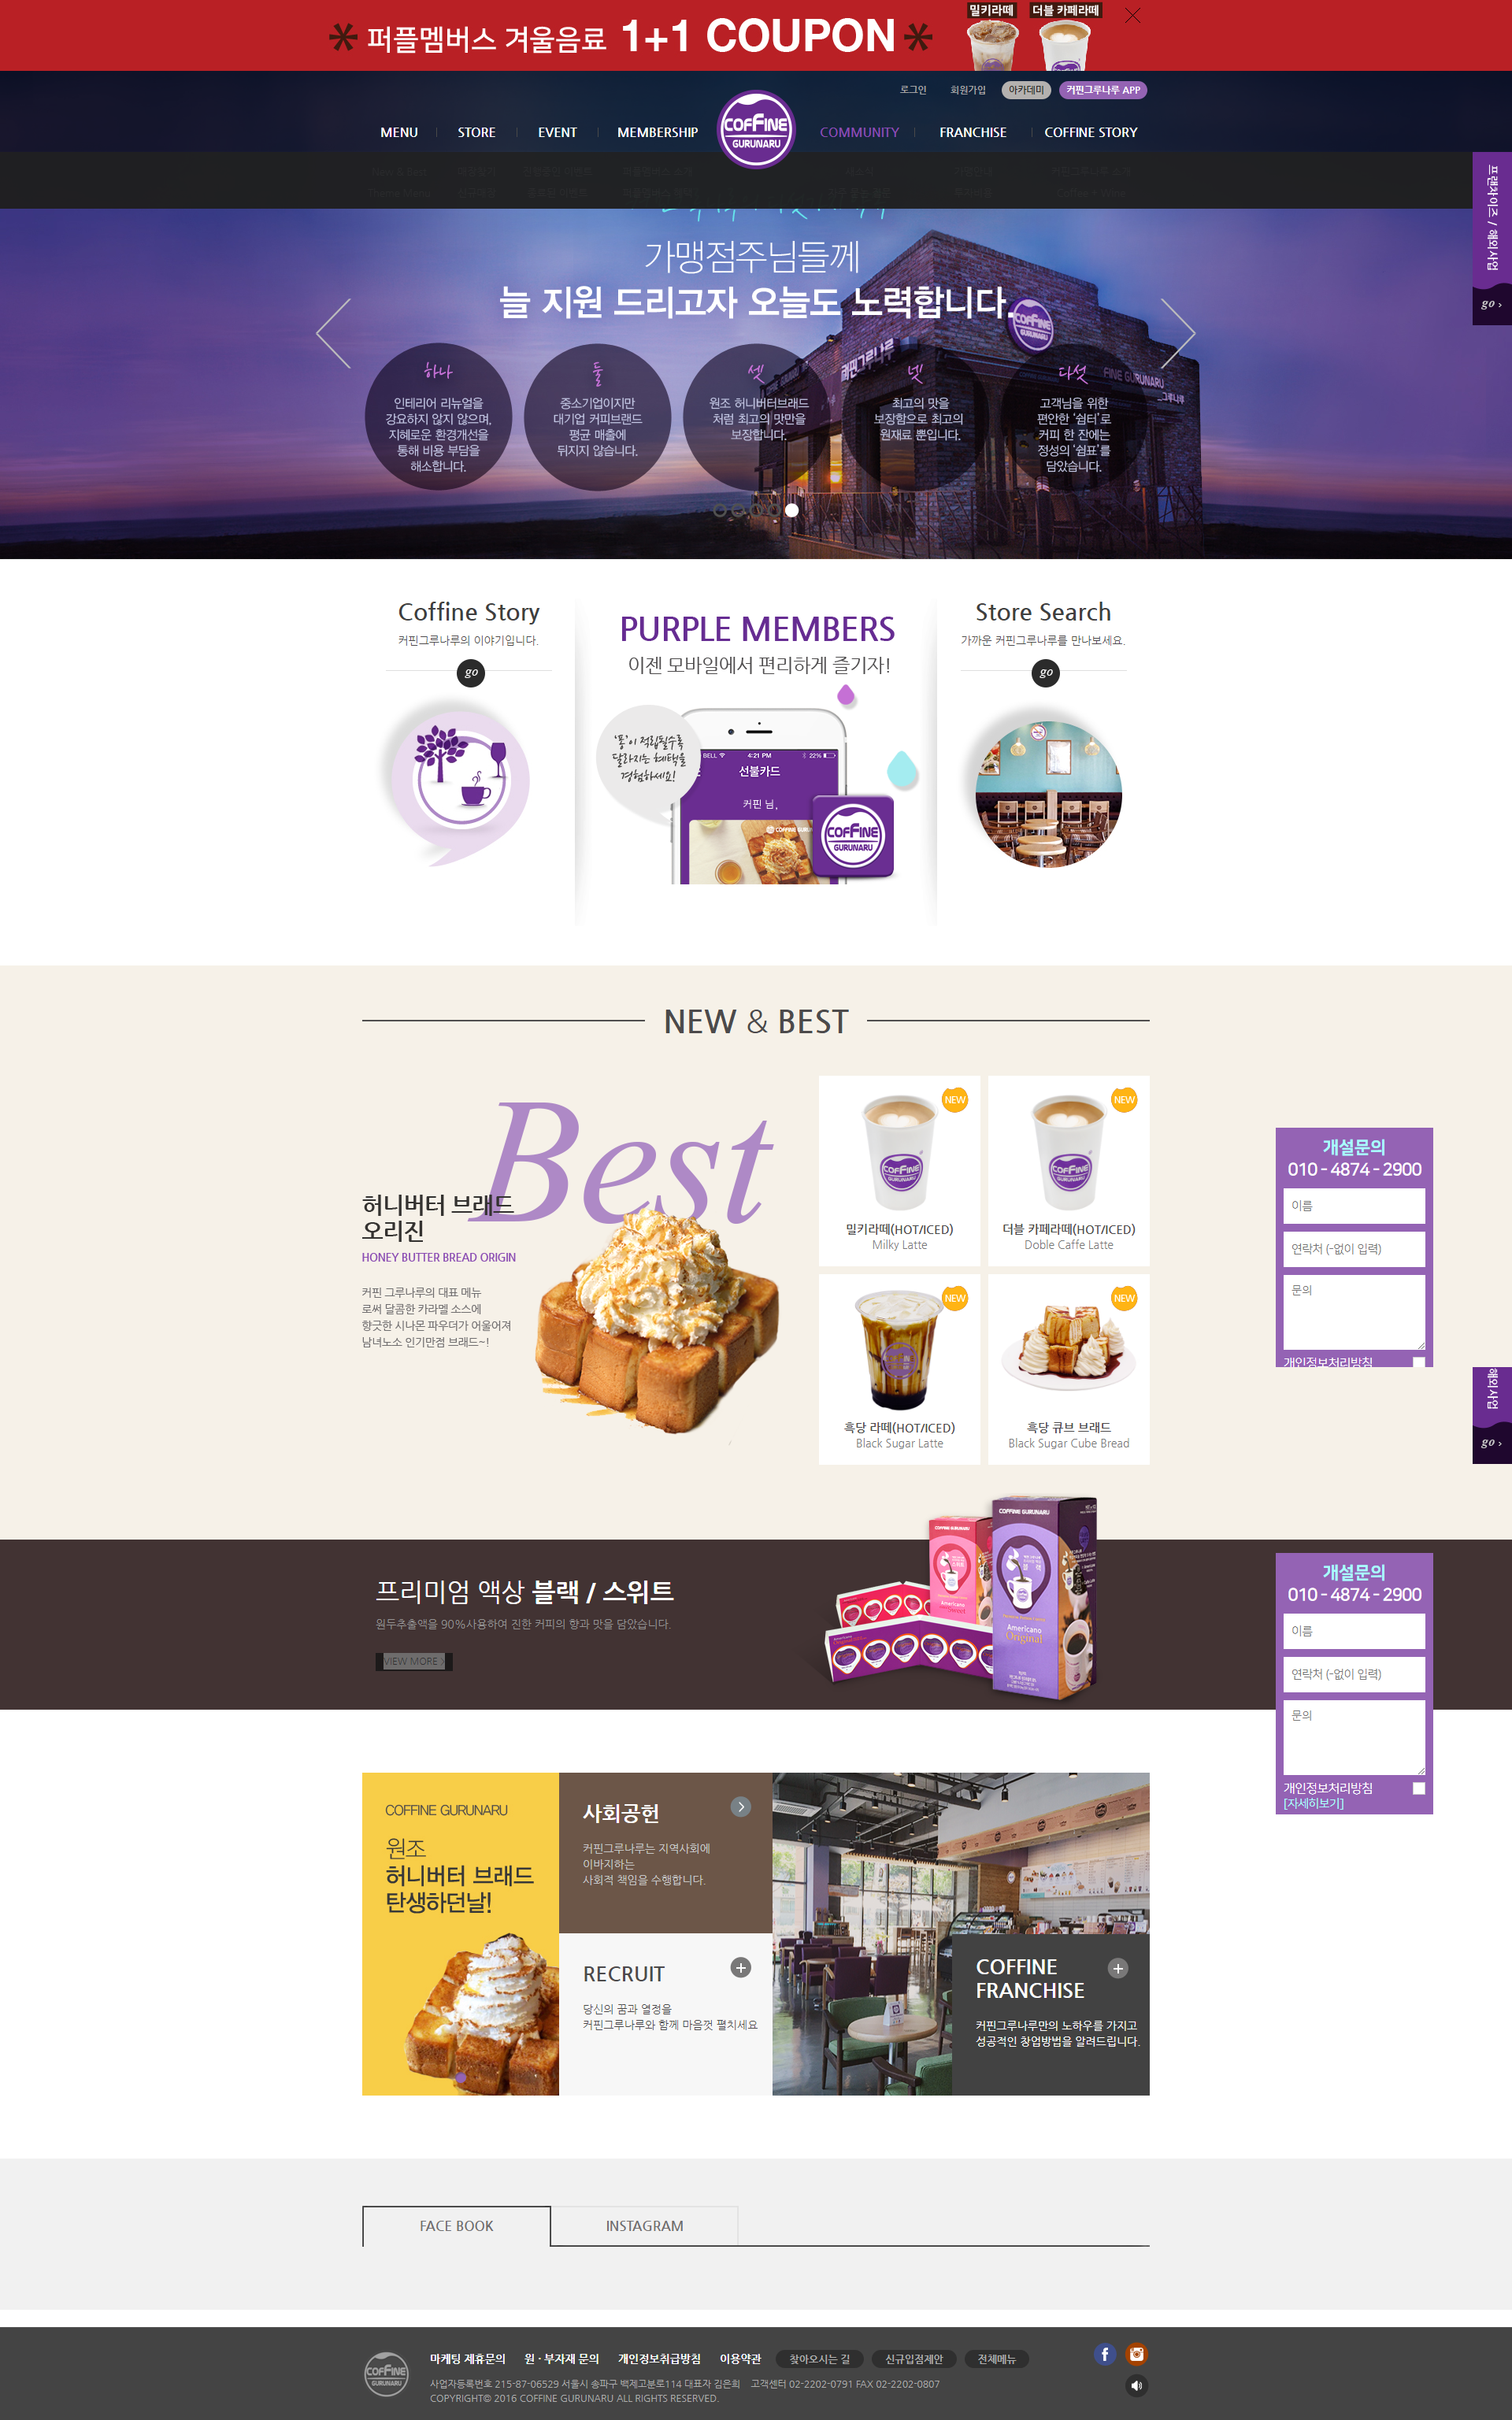 퍼플멤버스 겨울음료 1+1 COUPON
밀키라떼
더블 카페라떼
로그인
회원가입
아카데미
커핀그루나루 APP
MENU
STORE
EVENT
MEMBERSHIP
COFFINE
GURUNARU
COMMUNITY
FRANCHISE
COFFINE STORY
프랜차이즈 / 해외사업
go ›
가맹점주님들께
늘 지원 드리고자 오늘도 노력합니다.
하나
인테리어 리뉴얼을
강요하지 않지 않으며,
지혜로운 환경개선을
통해 비용 부담을
해소합니다.
둘
중소기업이지만
대기업 커피브랜드
평균 매출에
뒤지지 않습니다.
셋
원조 허니버터브래드
처럼 최고의 맛만을
보장합니다.
넷
최고의 맛을
보장함으로 최고의
원재료 뿐입니다.
다섯
고객님을 위한
편안한 '쉼터'로
커피 한 잔에는
정성의 '쉼표'를
담았습니다.
Coffine Story
커핀그루나루의 이야기입니다.
go
PURPLE MEMBERS
이젠 모바일에서 편리하게 즐기자!
'퐁'이 적립될수록
달라지는 혜택을
경험하세요!
BELL
4:21 PM
22%
선불카드
커핀 님,
COFFINE
GURUNARU
Store Search
가까운 커핀그루나루를 만나보세요.
go
NEW & BEST
Best
허니버터 브래드
오리진
HONEY BUTTER BREAD ORIGIN
커핀 그루나루의 대표 메뉴
로써 달콤한 카라멜 소스에
향긋한 시나몬 파우더가 어울어져
남녀노소 인기만점 브래드~!
NEW
밀키라떼(HOT/ICED)
Milky Latte
NEW
더블 카페라떼(HOT/ICED)
Doble Caffe Latte
NEW
흑당 라떼(HOT/ICED)
Black Sugar Latte
NEW
흑당 큐브 브래드
Black Sugar Cube Bread
개설문의
010 - 4874 - 2900
이름
연락처 (-없이 입력)
문의
개인정보처리방침
해외사업
go ›
프리미엄 액상 블랙 / 스위트
원두추출액을 90%사용하여 진한 커피의 향과 맛을 담았습니다.
VIEW MORE >
COFFINE GURUNARU
Americano
Original
개설문의
010 - 4874 - 2900
이름
연락처 (-없이 입력)
문의
개인정보처리방침
[자세히보기]
COFFINE GURUNARU
원조
허니버터 브래드
탄생하던날!
사회공헌
커핀그루나루는 지역사회에
이바지하는
사회적 책임을 수행합니다.
RECRUIT
당신의 꿈과 열정을
커핀그루나루와 함께 마음껏 펼치세요
COFFINE
FRANCHISE
커핀그루나루만의 노하우를 가지고
성공적인 창업방법을 알려드립니다.
FACE BOOK
INSTAGRAM
COFFINE
GURUNARU
마케팅 제휴문의
원 · 부자재 문의
개인경보취급방침
이용약관
찾아오시는 길
신규입점제안
전체메뉴
사업자등록번호 215-87-06529 서울시 송파구 백제고분로114 대표자 김은희 고객센터 02-2202-0791 FAX 02-2202-0807
COPYRIGHT© 2016 COFFINE GURUNARU ALL RIGHTS RESERVED.